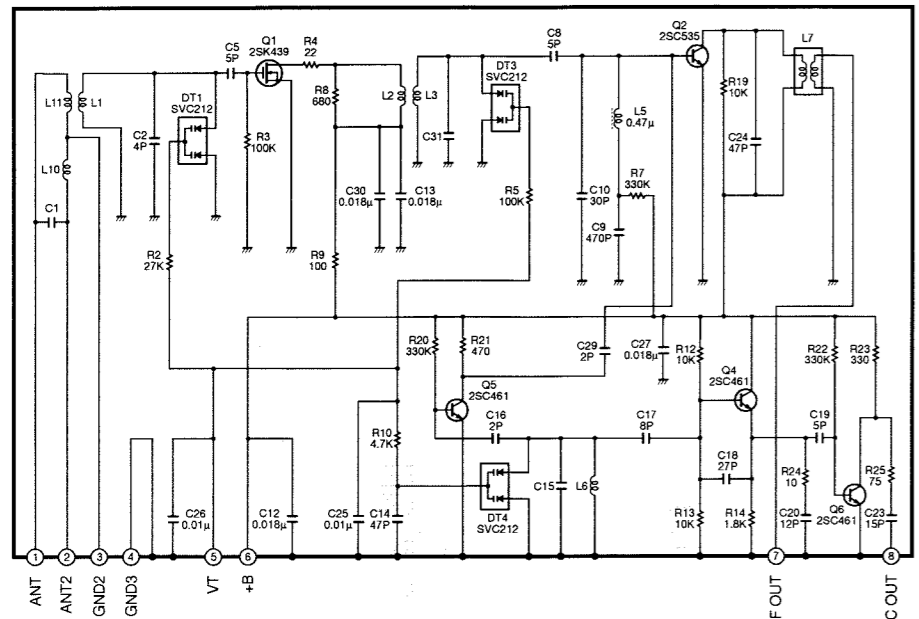 C5
5P
Q1
2SK439
R4
22
C8
5P
Q2
2SC535
L7
L11
L1
DT1
SVC212
R8
680
L2
L3
DT3
SVC212
R19
10K
C2
4P
R3
100K
C31
L5
0.47μ
C24
47P
L10
C1
C30
0.018μ
C13
0.018μ
R5
100K
C10
30P
R7
330K
C9
470P
R2
27K
R9
100
R20
330K
R21
470
C29
2P
C27
0.018μ
R12
10K
Q4
2SC461
R22
330K
R23
330
Q5
2SC461
R10
4.7K
C16
2P
C17
8P
C19
5P
C18
27P
R24
10
R25
75
C26
0.01μ
C12
0.018μ
C25
0.01μ
C14
47P
DT4
SVC212
C15
L6
R13
10K
R14
1.8K
C20
12P
Q6
2SC461
C23
15P
1
2
3
4
5
6
7
8
ANT
ANT2
GND2
GND3
VT
+B
F OUT
C OUT